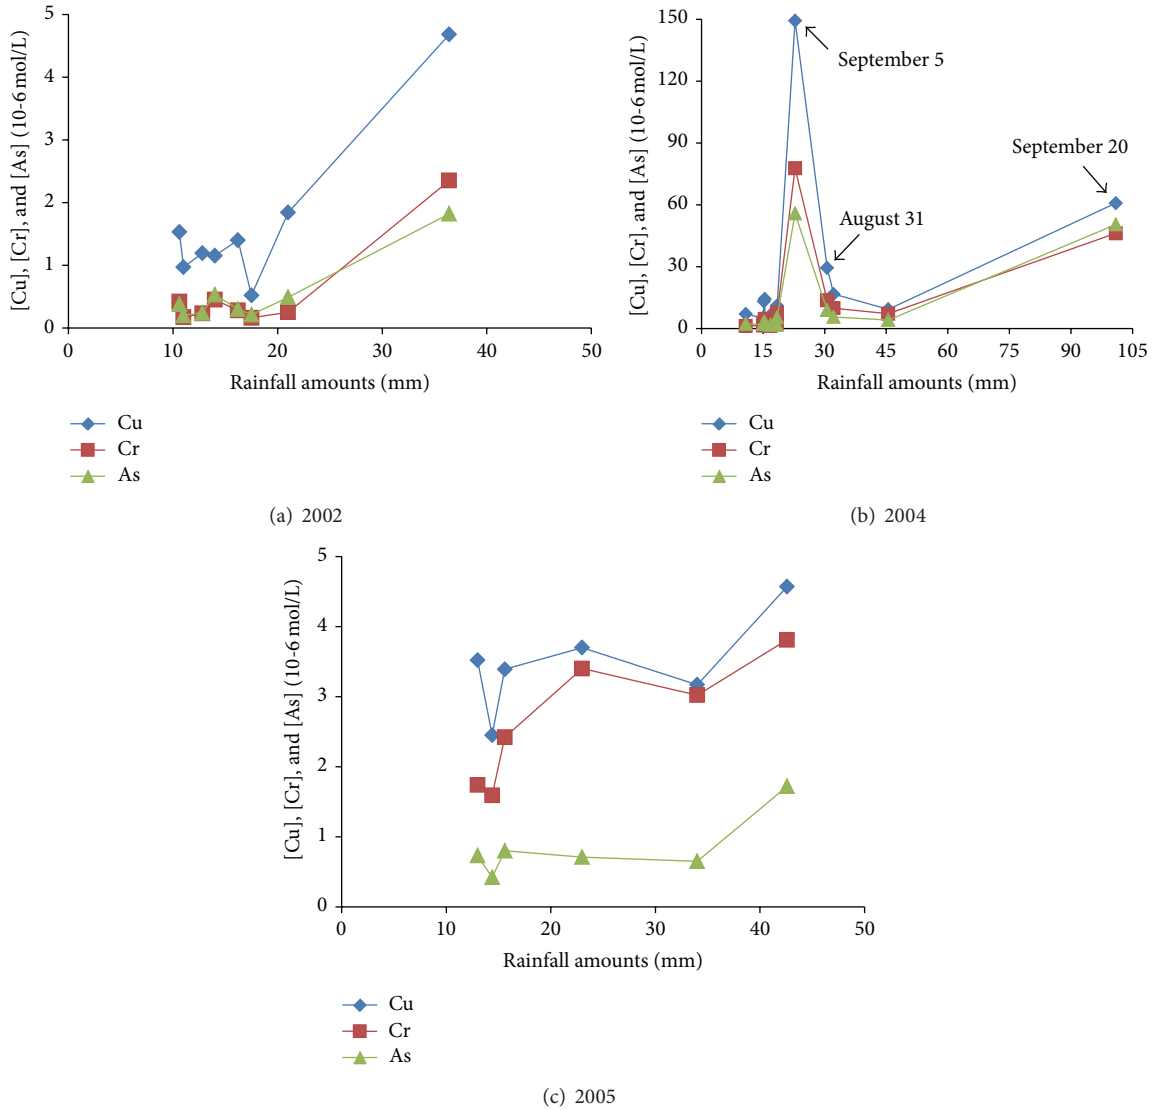 [Cu], [Cr], and [As] (10-6 mol/L)
5
4
3
2
1
0
0 10 20 30 40 50
Rainfall amounts (mm)
Cu
Cr
As
(a) 2002
[Cu], [Cr], and [As] (10-6 mol/L)
150
120
90
60
30
0
September 5
September 20
August 31
0 15 30 45 60 75 90 105
Rainfall amounts (mm)
Cu
Cr
As
(b) 2004
[Cu], [Cr], and [As] (10-6 mol/L)
5
4
3
2
1
0
0 10 20 30 40 50
Rainfall amounts (mm)
Cu
Cr
As
(c) 2005